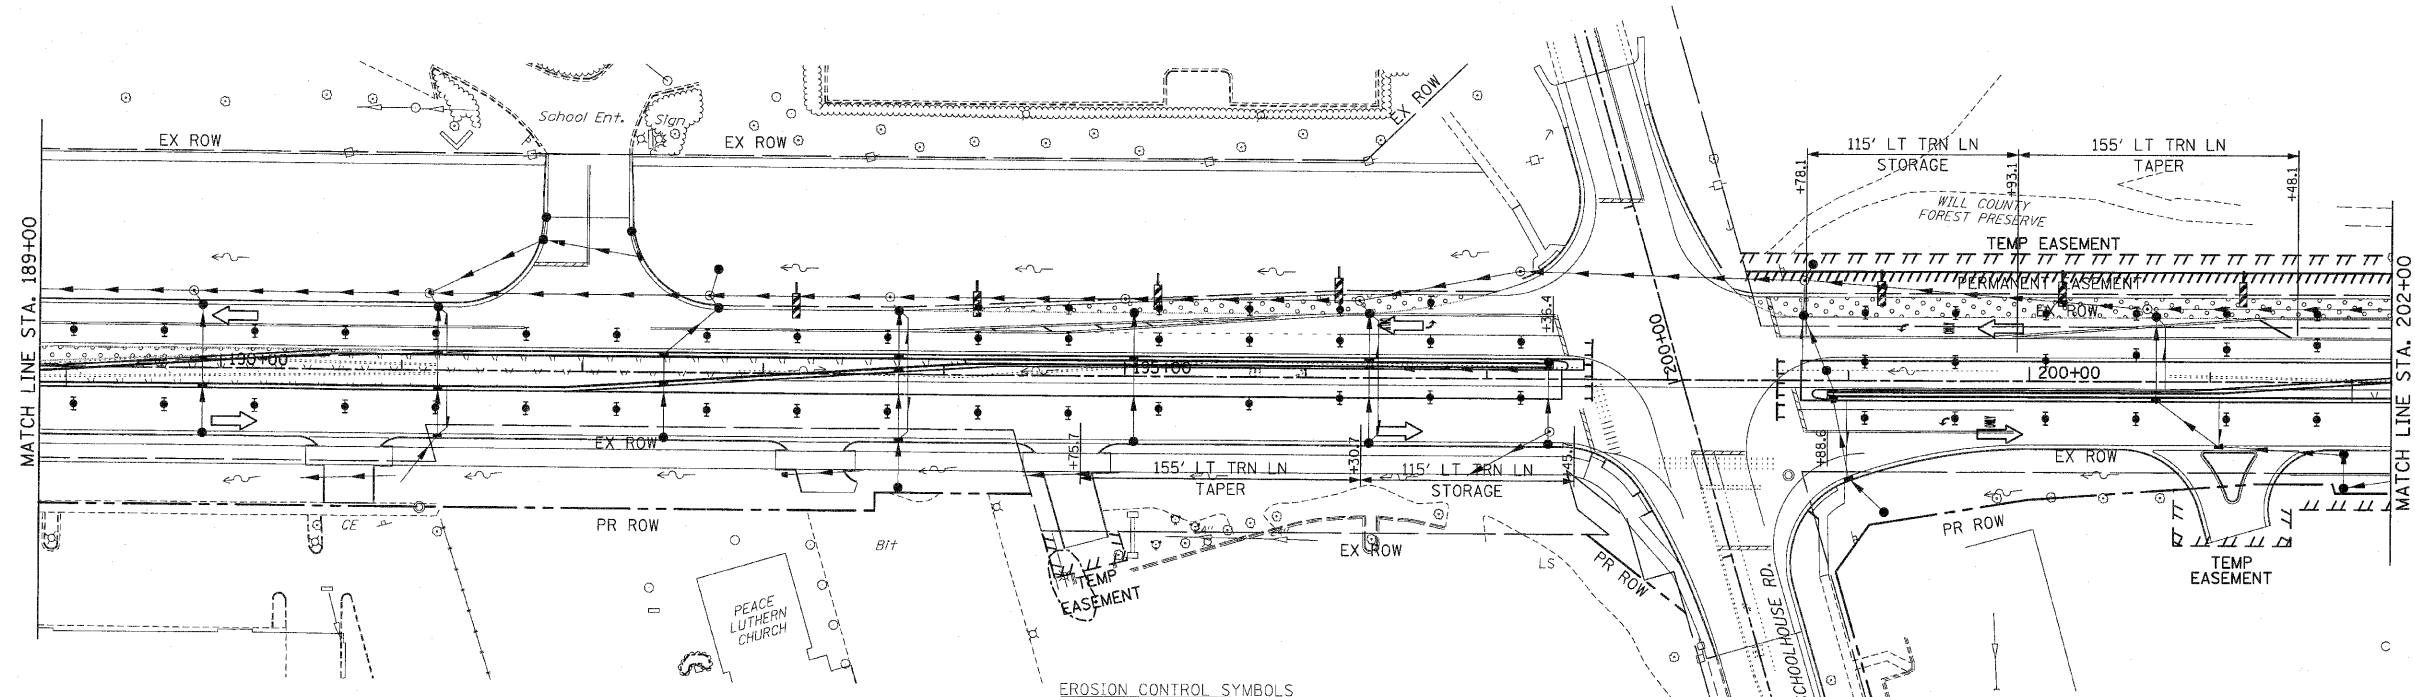 MATCH LINE STA. 189+00
EX ROW
School Ent.
Sign
EX ROW
EX ROW
115' LT TRN LN
STORAGE
155' LT TRN LN
TAPER
+78.1
+93.1
+48.1
WILL COUNTY
FOREST PRESERVE
TEMP EASEMENT
PERMANENT EASEMENT
EX ROW
MATCH LINE STA. 202+00
190+00
195+00
+36.4
200+00
200+00
EX ROW
+75.7
155' LT TRN LN
TAPER
+30.7
115' LT TRN LN
STORAGE
+88.6
EX ROW
CE
PR ROW
Bit
EX ROW
LS
PR ROW
PR ROW
TEMP
EASEMENT
TEMP
EASEMENT
PEACE
LUTHERN
CHURCH
CHOOLHOUSE RD.
EROSION CONTROL SYMBOLS